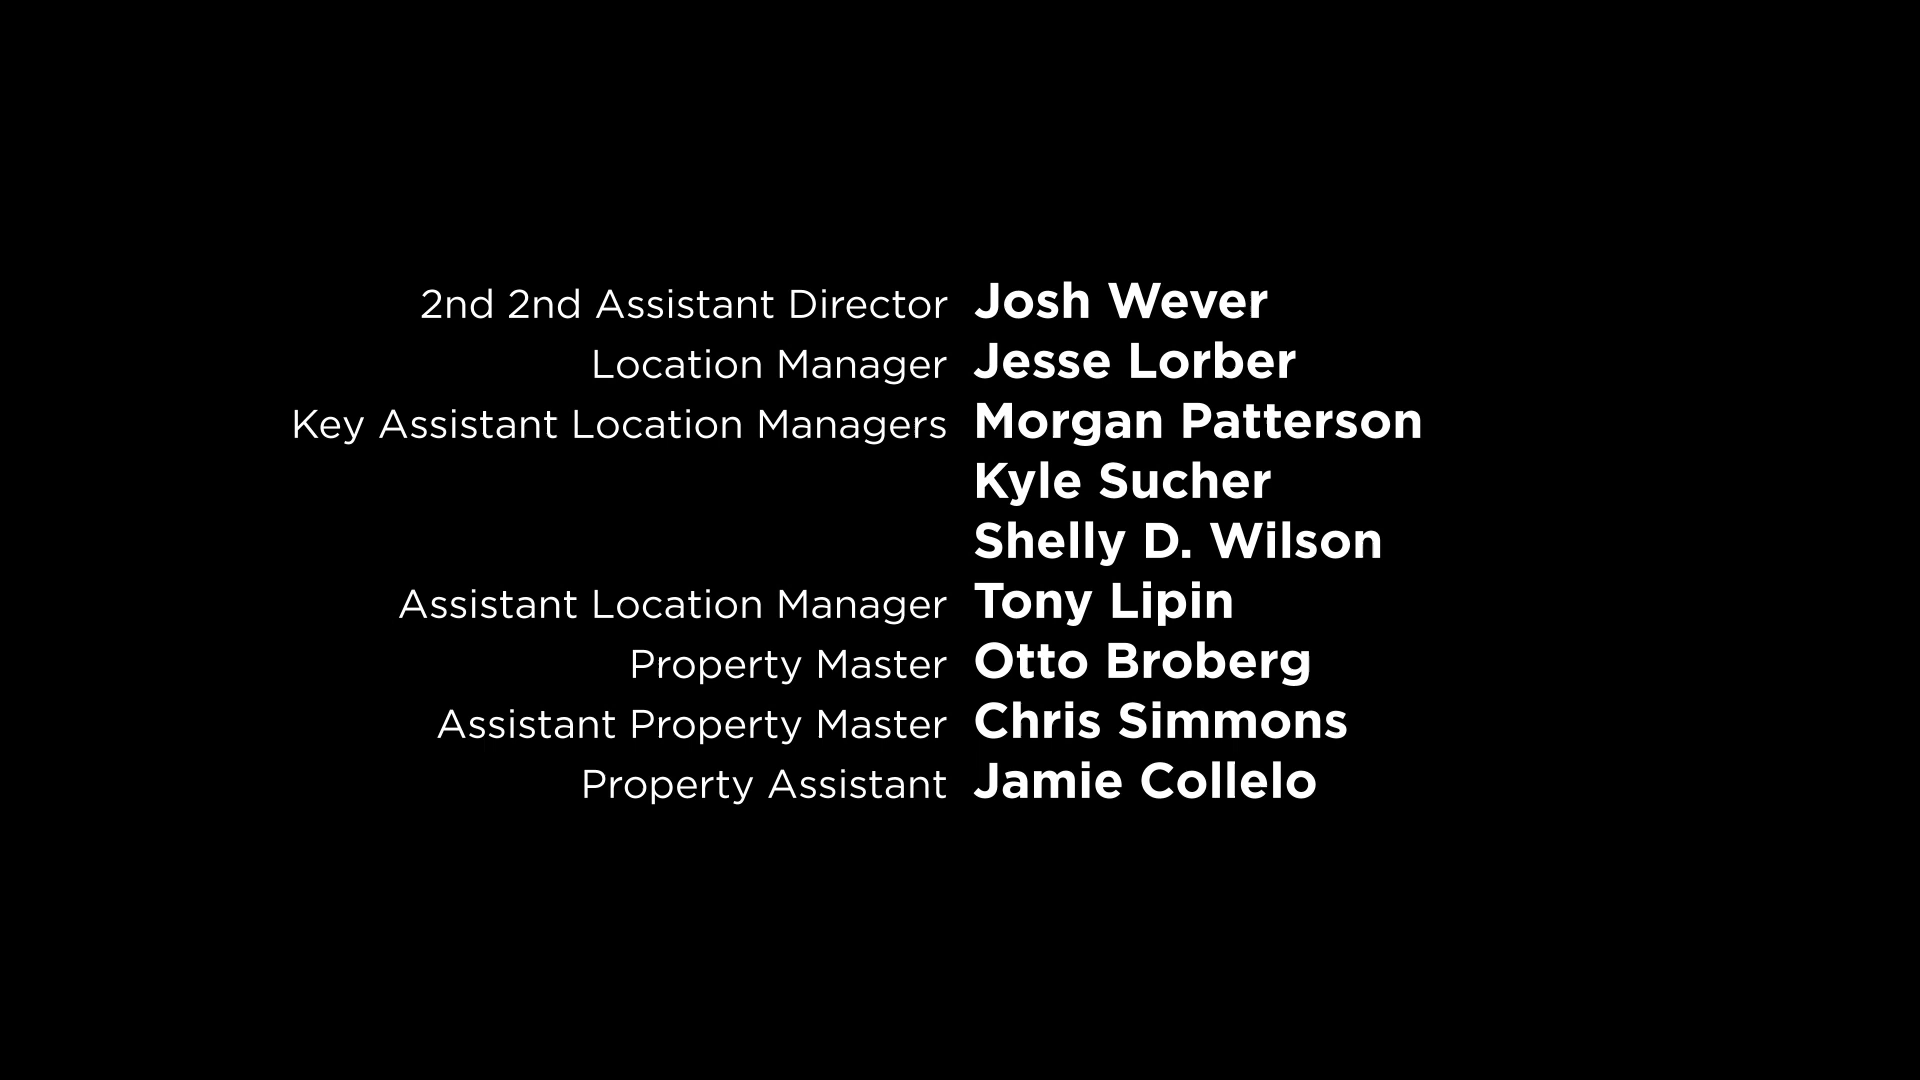 2nd 2nd Assistant Director Josh Wever
Location Manager Jesse Lorber
Key Assistant Location Managers Morgan Patterson
Kyle Sucher
Shelly D. Wilson
Assistant Location Manager Tony Lipin
Property Master Otto Broberg
Assistant Property Master Chris Simmons
Property Assistant Jamie Collelo